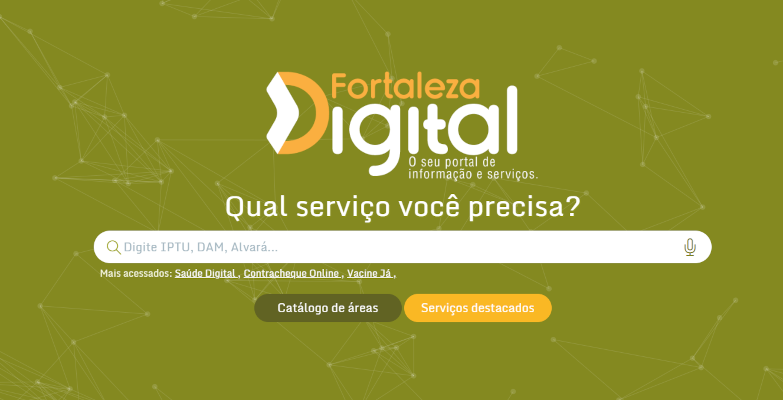 Fortaleza
Digital
O seu portal de
informação e serviços.
Qual serviço você precisa?
Digite IPTU, DAM, Alvará...
Mais acessados: Saúde Digital , Contracheque Online , Vacine Já ,
Catálogo de áreas
Serviços destacados